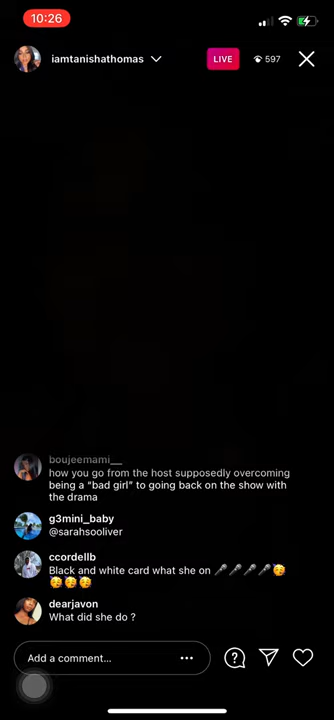 10:26
iamtanishathomas
LIVE
597
boujeemami__
how you go from the host supposedly overcoming
being a “bad girl” to going back on the show with
the drama
g3mini_baby
@sarahsooliver
ccordellb
Black and white card what she on 🎤🎤🎤🎤🥳
🥳🥳🥳
dearjavon
What did she do ?
Add a comment...